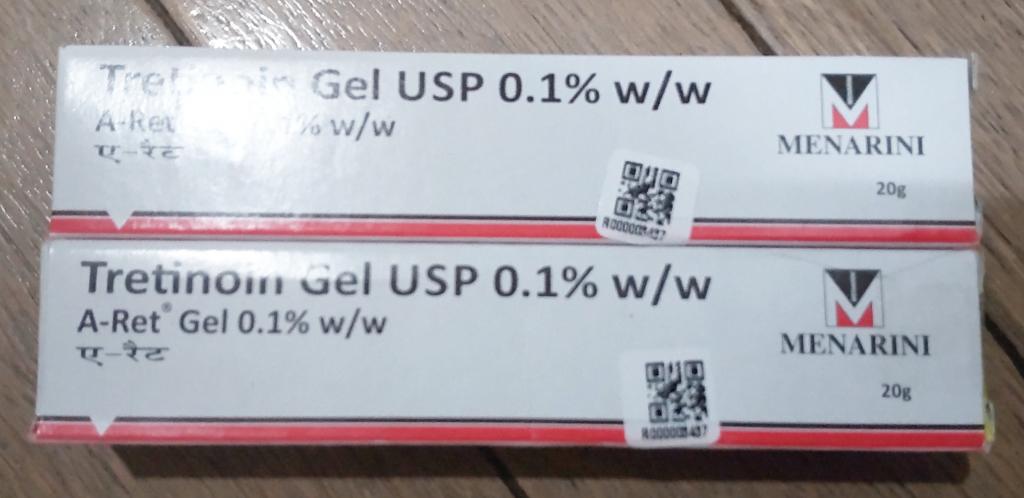 Tretinoin Gel USP 0.1% w/w
A-Ret 1% w/w
ए-रैट
MENARINI
20g
Tretinoin Gel USP 0.1% w/w
A-Ret® Gel 0.1% w/w
ए-रैट
MENARINI
20g